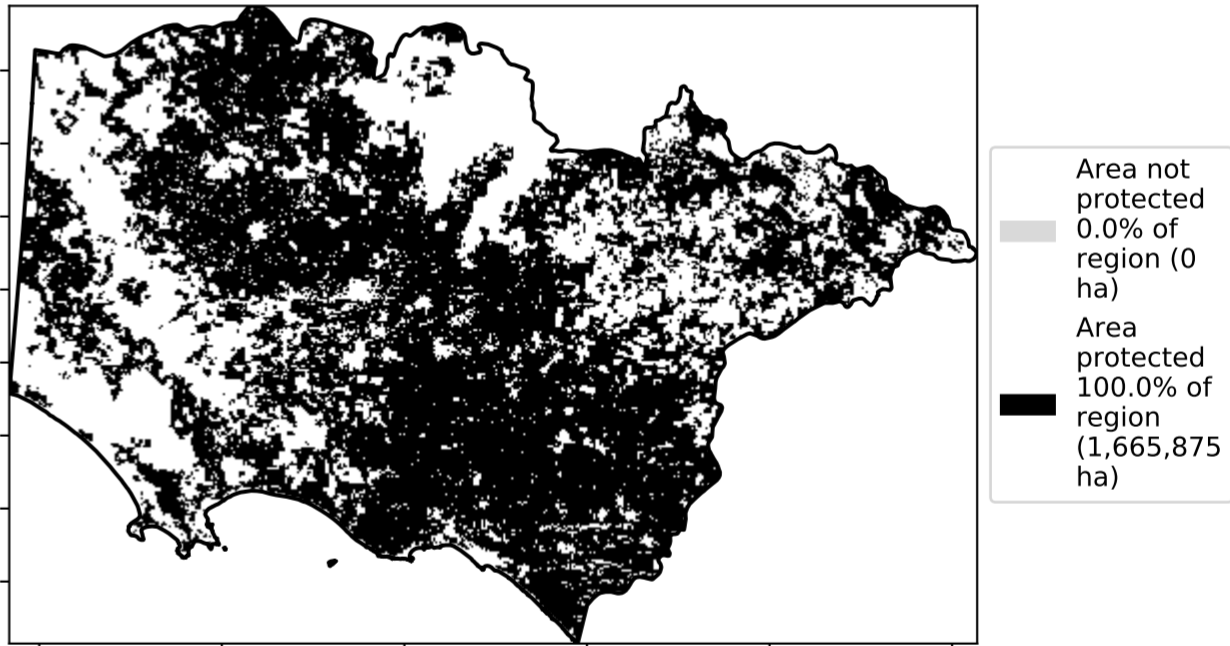 Area not
protected
0.0% of
region (0
ha)
Area
protected
100.0% of
region
(1,665,875
ha)